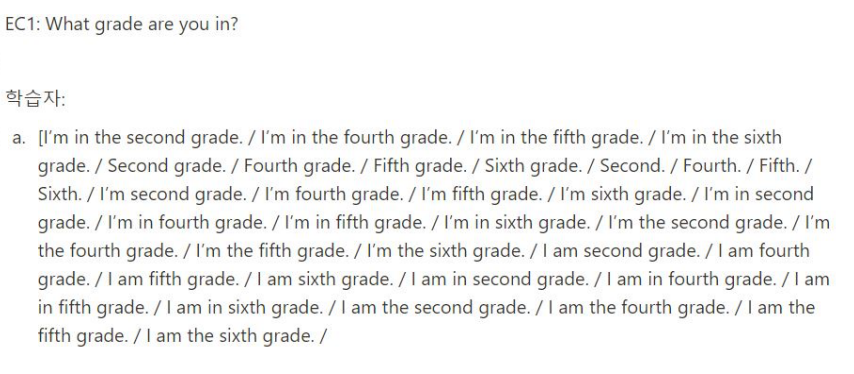 EC1: What grade are you in?
학습자:
a. [I'm in the second grade. / I'm in the fourth grade. / I'm in the fifth grade. / I'm in the sixth
grade. / Second grade. / Fourth grade. / Fifth grade. / Sixth grade. / Second. / Fourth. / Fifth. /
Sixth. / I'm second grade. / I'm fourth grade. / I'm fifth grade. / I'm sixth grade. / I'm in second
grade. / I'm in fourth grade. / I'm in fifth grade. / I'm in sixth grade. / I'm the second grade. / I'm
the fourth grade. / I'm the fifth grade. / I'm the sixth grade. / I am second grade. / I am fourth
grade. / I am fifth grade. / I am sixth grade. / I am in second grade. / I am in fourth grade. / I am
in fifth grade. / I am in sixth grade. / I am the second grade. / I am the fourth grade. / I am the
fifth grade. / I am the sixth grade. /